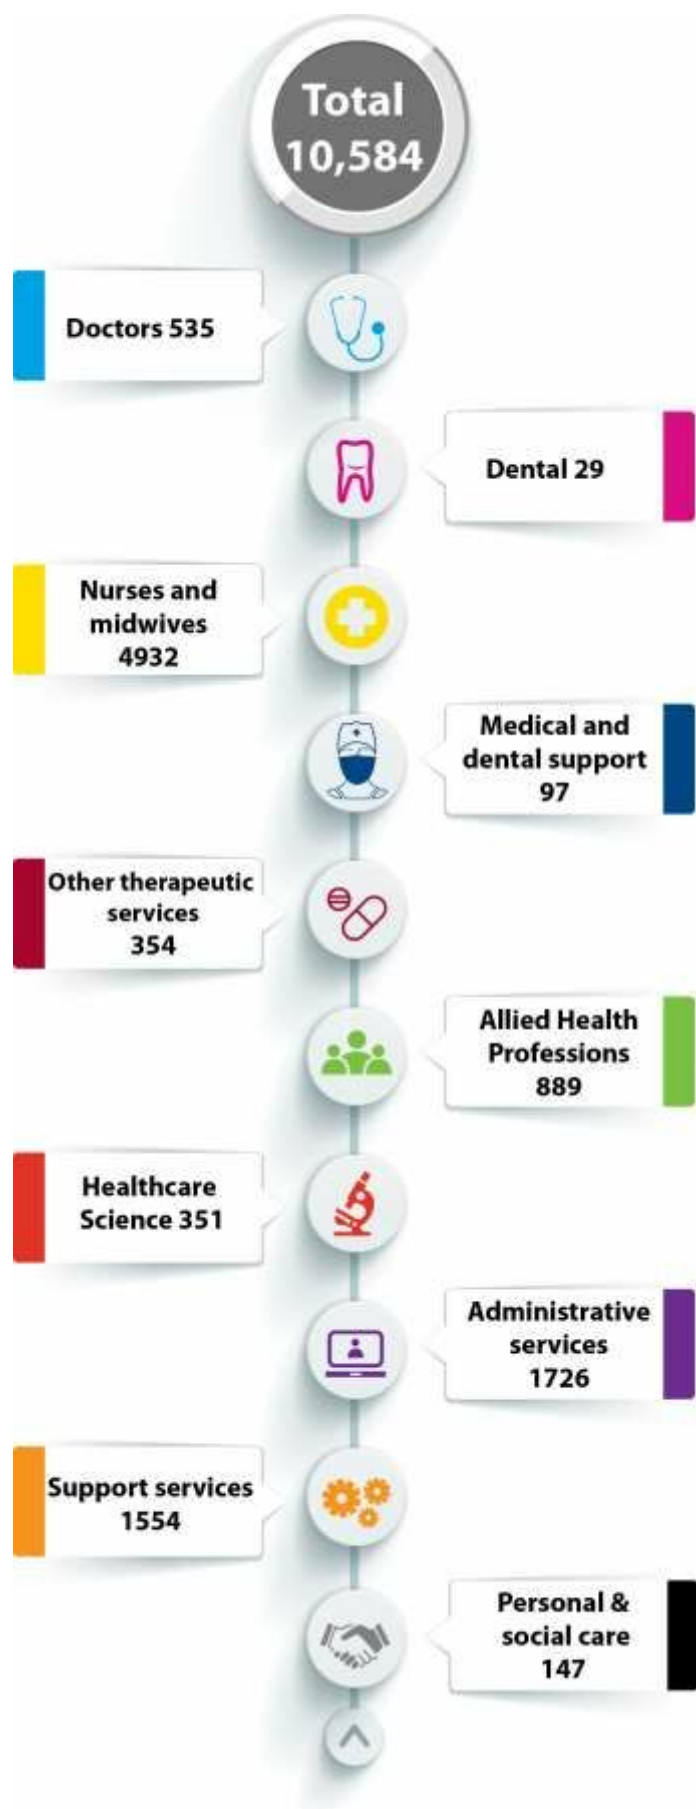 Total
10,584
Doctors 535
Dental 29
Nurses and
midwives
4932
Medical and
dental support
97
Other therapeutic
services
354
Allied Health
Professions
889
Healthcare
Science 351
Administrative
services
1726
Support services
1554
Personal &
social care
147